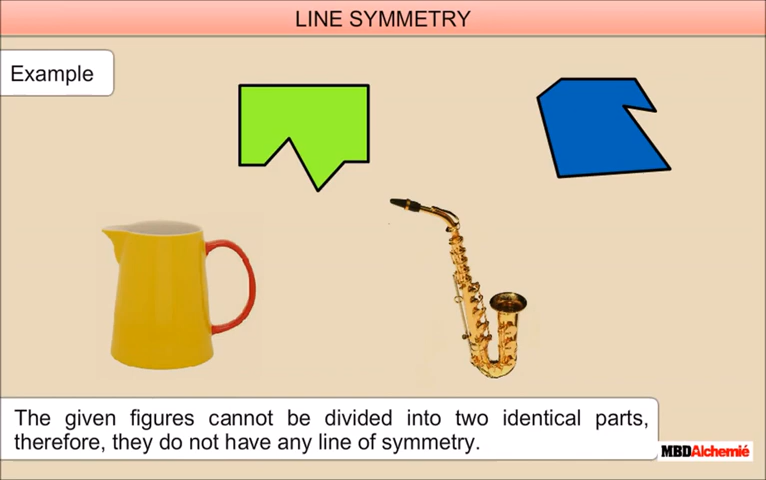 LINE SYMMETRY
Example
The given figures cannot be divided into two identical parts,
therefore, they do not have any line of symmetry.
MBDAlchemié